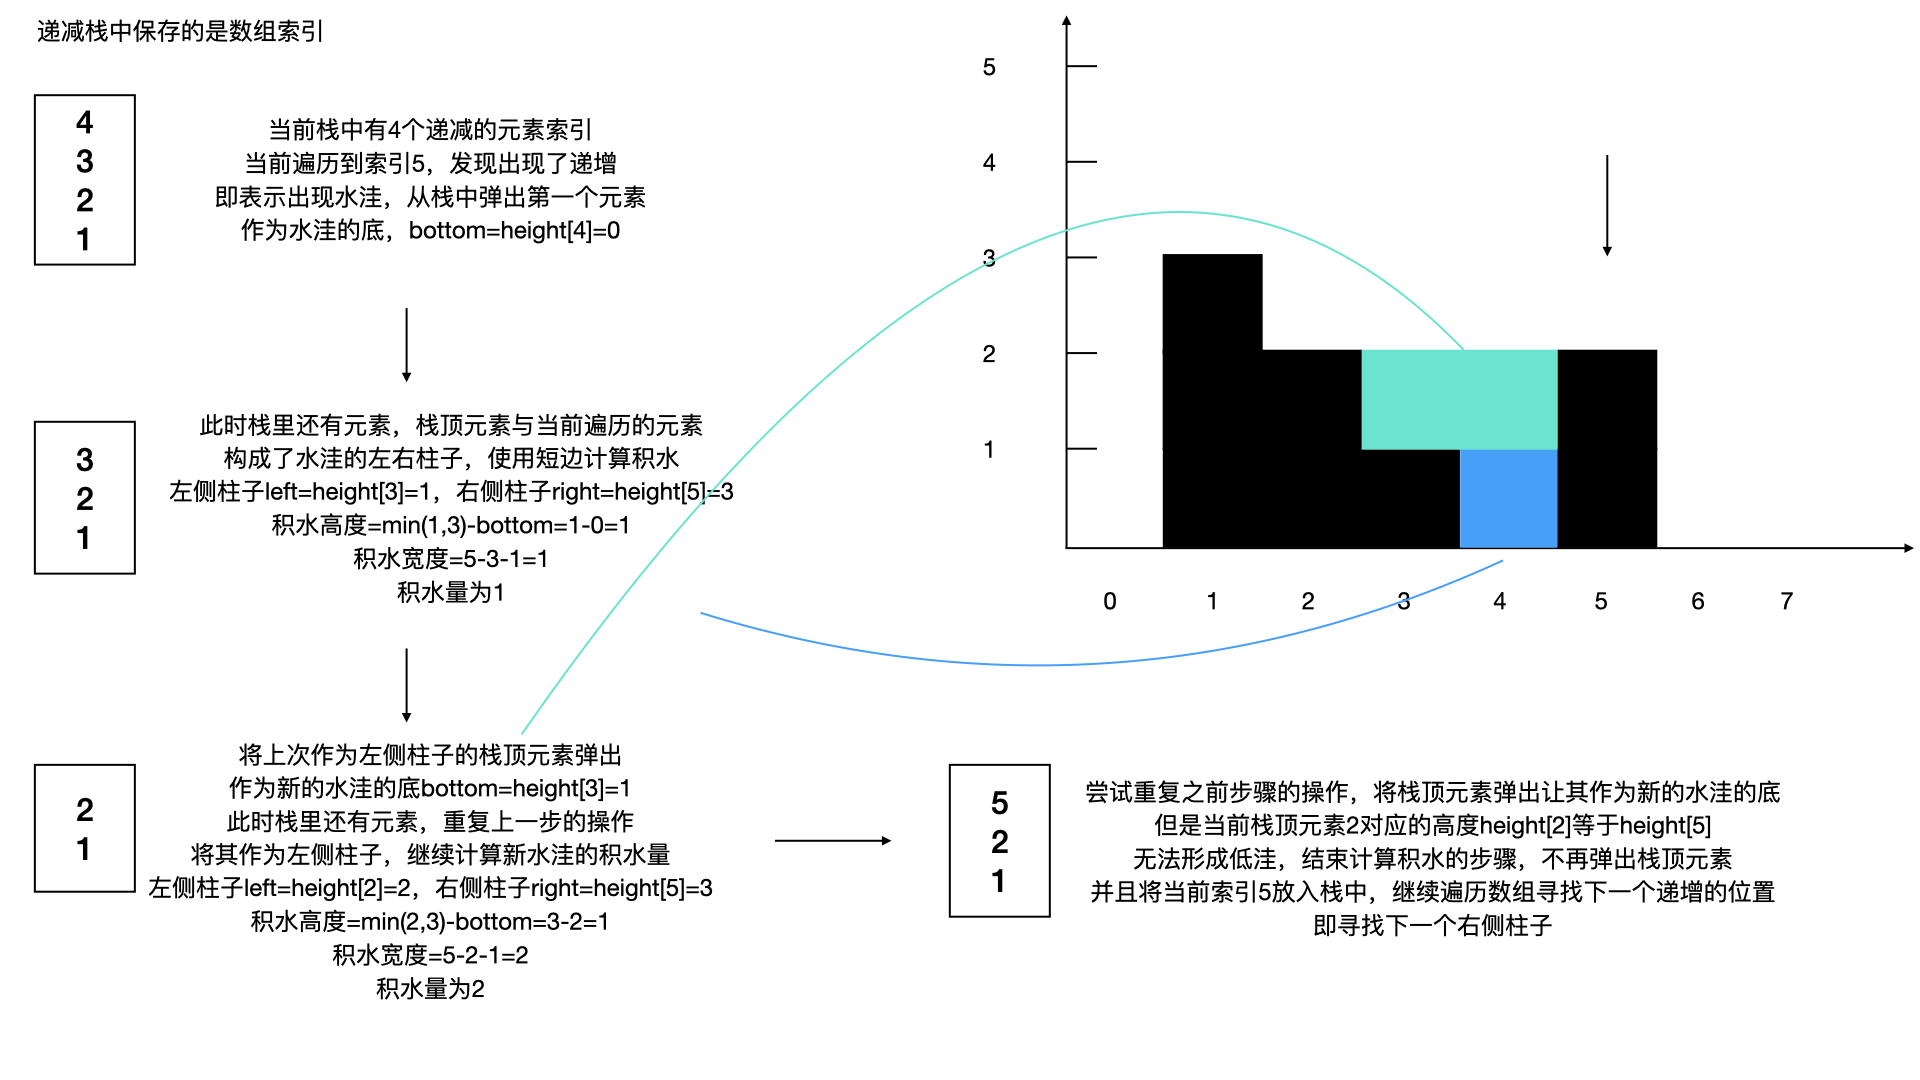 递减栈中保存的是数组索引
4
3
2
1
当前栈中有4个递减的元素索引
当前遍历到索引5，发现出现了递增
即表示出现水洼，从栈中弹出第一个元素
作为水洼的底，bottom=height[4]=0
3
2
1
此时栈里还有元素，栈顶元素与当前遍历的元素
构成了水洼的左右柱子，使用短边计算积水
左侧柱子left=height[3]=1，右侧柱子right=height[5]=3
积水高度=min(1,3)-bottom=1-0=1
积水宽度=5-3-1=1
积水量为1
2
1
将上次作为左侧柱子的栈顶元素弹出
作为新的水洼的底bottom=height[3]=1
此时栈里还有元素，重复上一步的操作
将其作为左侧柱子，继续计算新水洼的积水量
左侧柱子left=height[2]=2，右侧柱子right=height[5]=3
积水高度=min(2,3)-bottom=3-2=1
积水宽度=5-2-1=2
积水量为2
5
4
3
2
1
0 1 2 3 4 5 6 7
5
2
1
尝试重复之前步骤的操作，将栈顶元素弹出让其作为新的水洼的底
但是当前栈顶元素2对应的高度height[2]等于height[5]
无法形成低洼，结束计算积水的步骤，不再弹出栈顶元素
并且将当前索引5放入栈中，继续遍历数组寻找下一个递增的位置
即寻找下一个右侧柱子